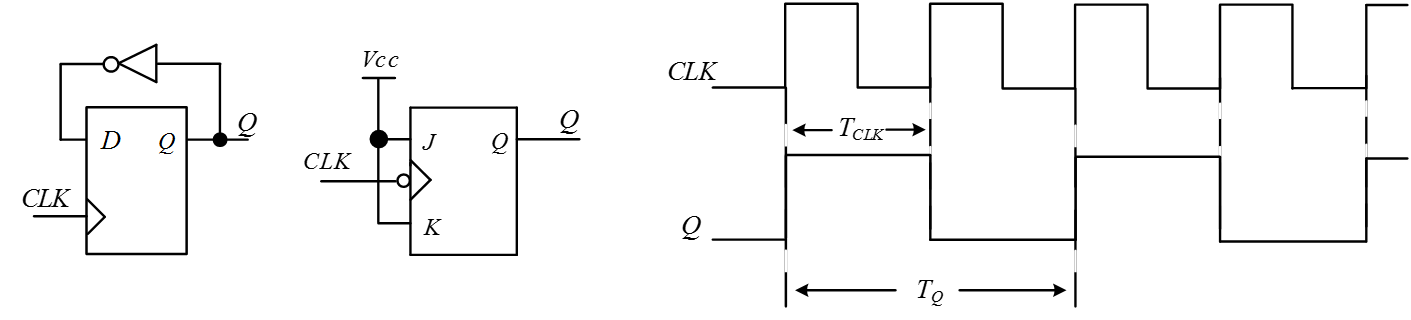 D Q Q
CLK
Vcc
J Q Q
CLK
K
CLK
T_CLK
Q
T_Q